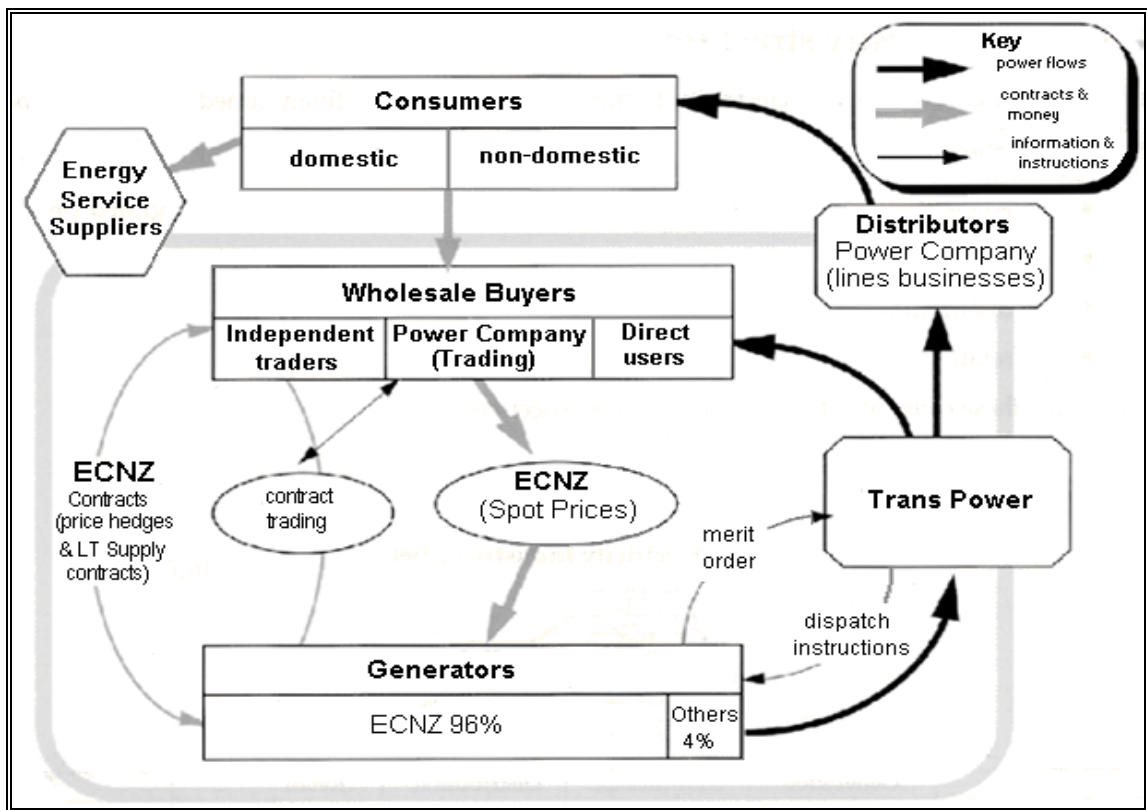 Key
power flows
contracts &
money
information &
instructions
Consumers
domestic
non-domestic
Energy
Service
Suppliers
Distributors
Power Company
(lines businesses)
Wholesale Buyers
Independent
traders
Power Company
(Trading)
Direct
users
ECNZ
Contracts
(price hedges
& LT Supply
contracts)
contract
trading
ECNZ
(Spot Prices)
Trans Power
merit
order
dispatch
instructions
Generators
ECNZ 96%
Others
4%